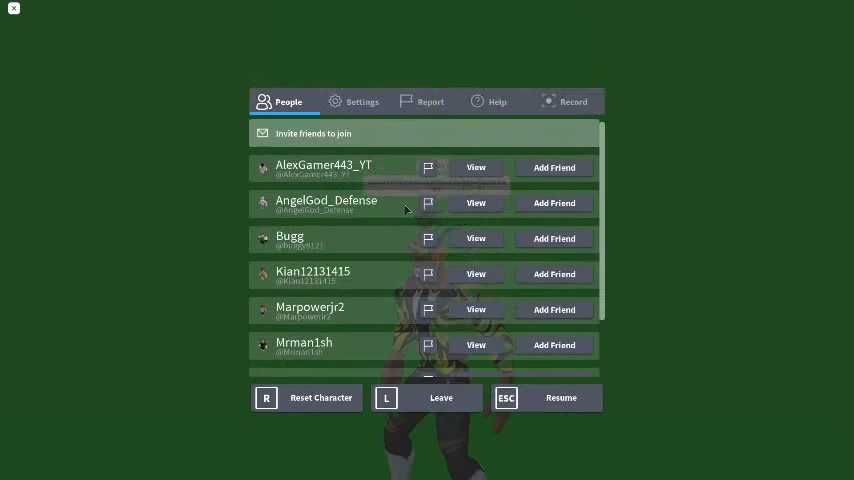 ×
People
Settings
Report
Help
Record
Invite friends to join
AlexGamer443_YT
@AlexGamer443_YT
View
Add Friend
AngelGod_Defense
@AngelGod_Defense
View
Add Friend
Bugg
View
Add Friend
Kian12131415
@Kian12131415
View
Add Friend
Marpowerjr2
@Marpowerjr2
View
Add Friend
Mrman1sh
@Mrman1sh
View
Add Friend
R
Reset Character
L
Leave
ESC
Resume